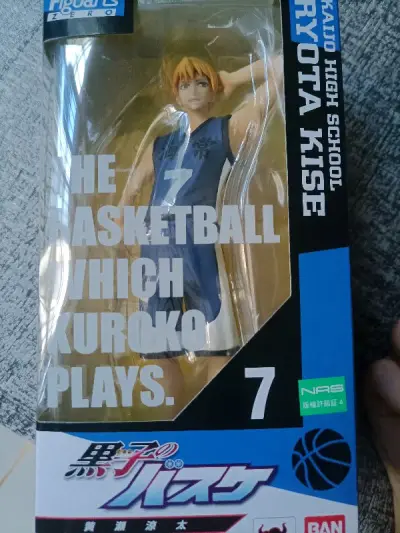 Figuarts
ZERO
KAIJO HIGH SCHOOL
RYOTA KISE
7
THE
BASKETBALL
WHICH
KUROKO
PLAYS.
7
NRS
黒子の
バスケ
黄瀬涼太
BAN